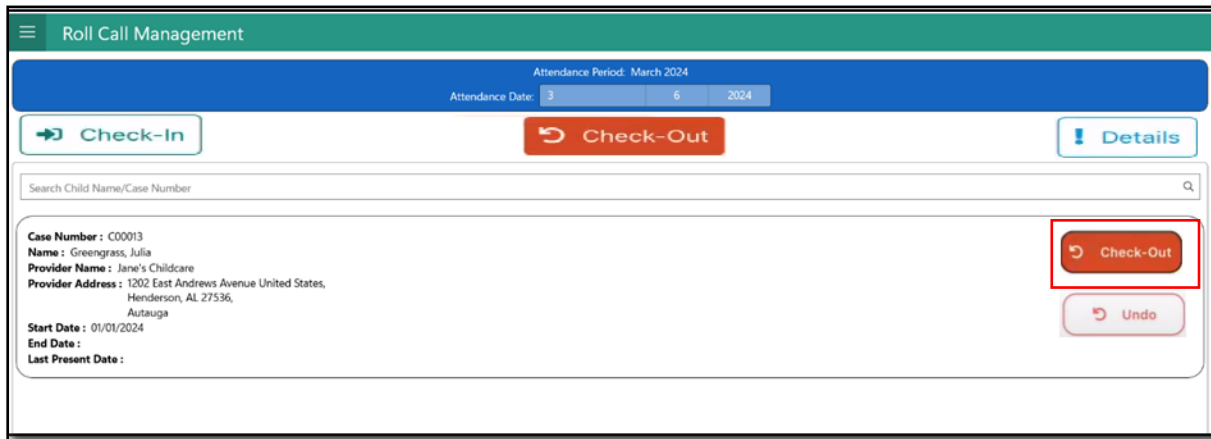 Roll Call Management
Attendance Period: March 2024
Attendance Date: 3 6 2024
Check-In
Check-Out
Details
Search Child Name/Case Number
Case Number : C00013
Name : Greengrass, Julia
Provider Name : Jane's Childcare
Provider Address : 1202 East Andrews Avenue United States,
Henderson, AL 27536,
Autauga
Start Date : 01/01/2024
End Date :
Last Present Date :
Check-Out
Undo